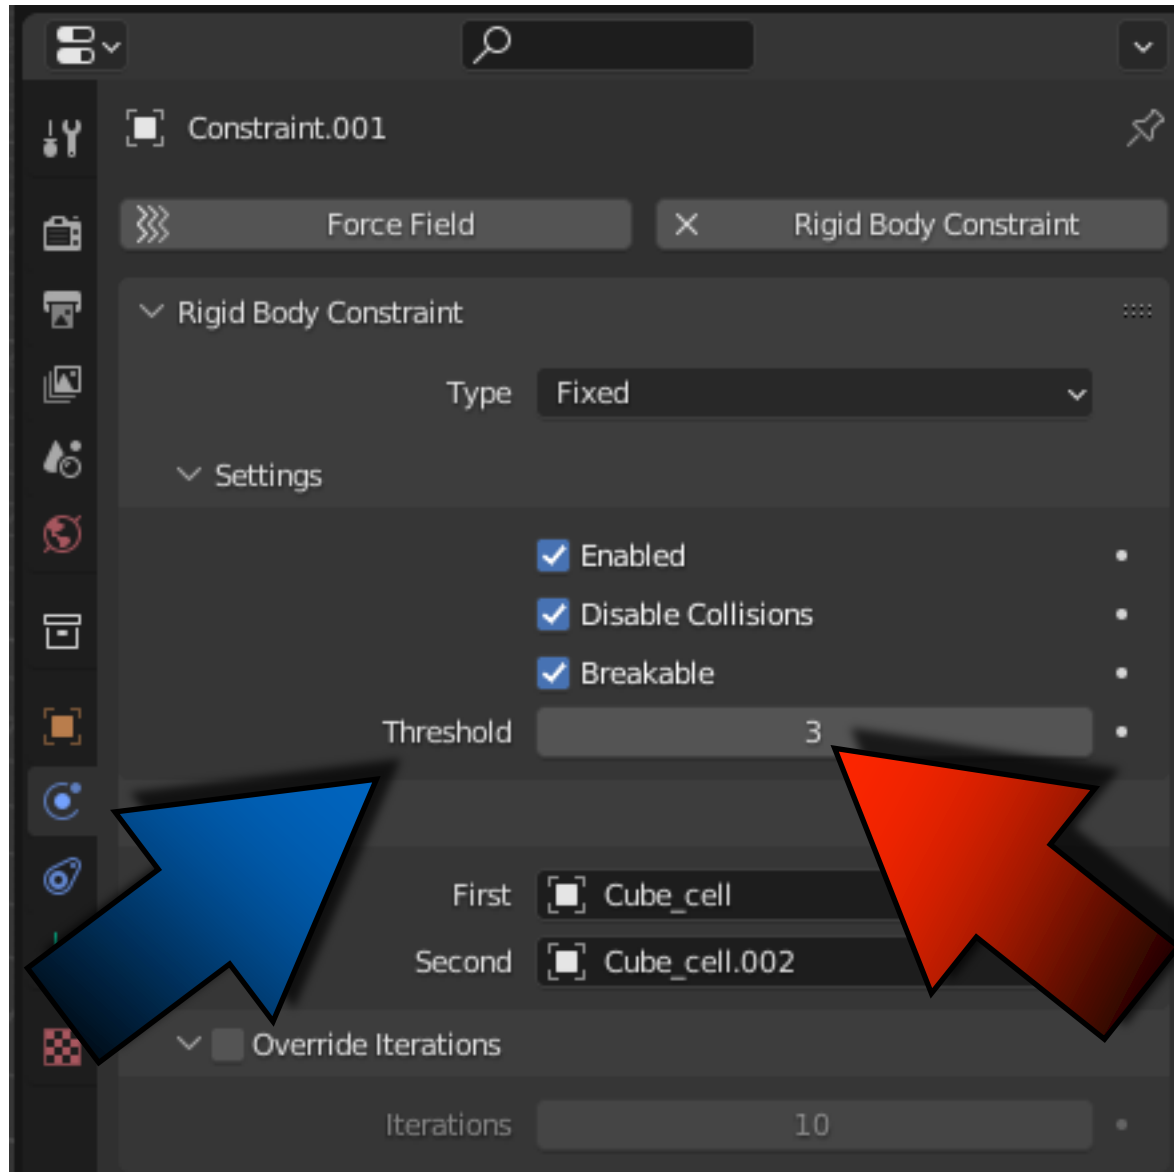 Constraint.001
Force Field
Rigid Body Constraint
Rigid Body Constraint
Type Fixed
Settings
Enabled
Disable Collisions
Breakable
Threshold 3
First Cube_cell
Second Cube_cell.002
Override Iterations
Iterations 10